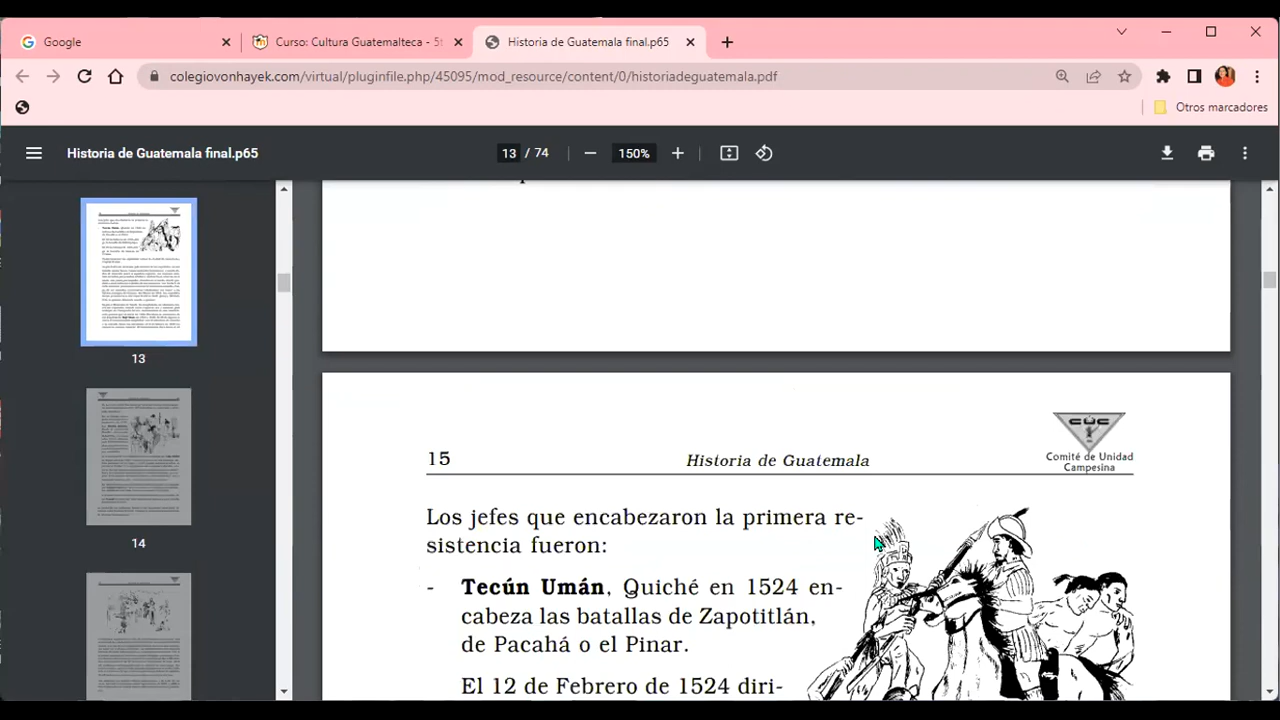 Google
Curso: Cultura Guatemalteca - 5t
Historia de Guatemala final.p65
colegiovonhayek.com/virtual/pluginfile.php/45095/mod_resource/content/0/historiadeguatemala.pdf
Otros marcadores
Historia de Guatemala final.p65
13 / 74
150%
13
14
15
Historia de Guatemala
CUC
Comité de Unidad
Campesina
Los jefes que encabezaron la primera re-
sistencia fueron:
- Tecún Umán, Quiché en 1524 en-
cabeza las batallas de Zapotitlán,
de Pacahá o el Pinar.
El 12 de Febrero de 1524 diri-